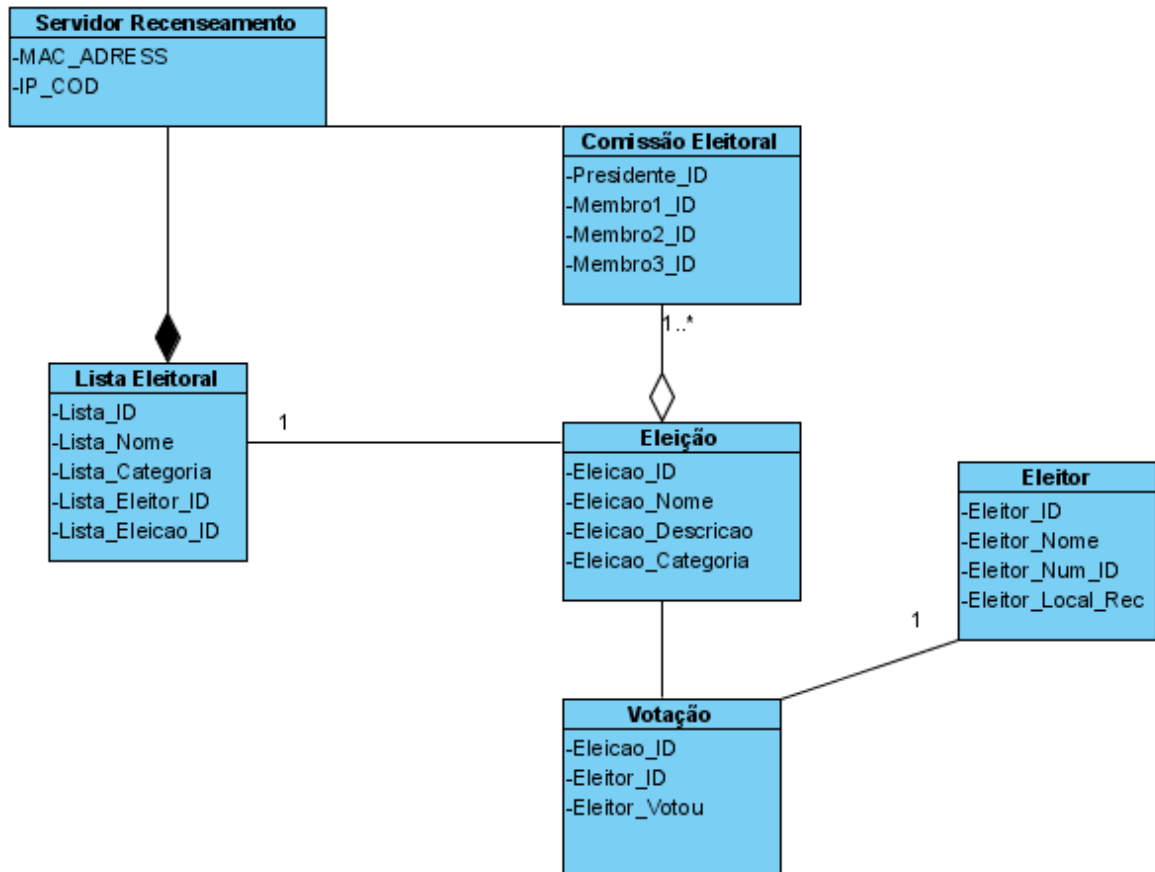 Servidor Recenseamento
-MAC_ADRESS
-IP_COD
Comissão Eleitoral
-Presidente_ID
-Membro1_ID
-Membro2_ID
-Membro3_ID
1..*
Lista Eleitoral
-Lista_ID
-Lista_Nome
-Lista_Categoria
-Lista_Eleitor_ID
-Lista_Eleicao_ID
1
Eleição
-Eleicao_ID
-Eleicao_Nome
-Eleicao_Descricao
-Eleicao_Categoria
Eleitor
-Eleitor_ID
-Eleitor_Nome
-Eleitor_Num_ID
-Eleitor_Local_Rec
1
Votação
-Eleicao_ID
-Eleitor_ID
-Eleitor_Votou